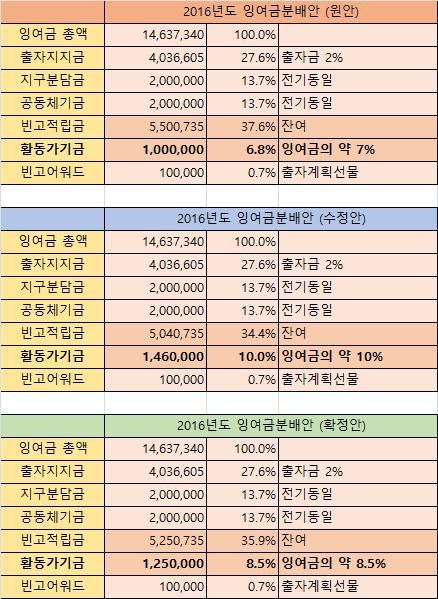 2016년도 잉여금분배안 (원안)
잉여금 총액 14,637,340 100.0%
출자지지금 4,036,605 27.6% 출자금 2%
지구분담금 2,000,000 13.7% 전기동일
공동체기금 2,000,000 13.7% 전기동일
빈고적립금 5,500,735 37.6% 잔여
활동가기금 1,000,000 6.8% 잉여금의 약 7%
빈고어워드 100,000 0.7% 출자계획선물
2016년도 잉여금분배안 (수정안)
잉여금 총액 14,637,340 100.0%
출자지지금 4,036,605 27.6% 출자금 2%
지구분담금 2,000,000 13.7% 전기동일
공동체기금 2,000,000 13.7% 전기동일
빈고적립금 5,040,735 34.4% 잔여
활동가기금 1,460,000 10.0% 잉여금의 약 10%
빈고어워드 100,000 0.7% 출자계획선물
2016년도 잉여금분배안 (확정안)
잉여금 총액 14,637,340 100.0%
출자지지금 4,036,605 27.6% 출자금 2%
지구분담금 2,000,000 13.7% 전기동일
공동체기금 2,000,000 13.7% 전기동일
빈고적립금 5,250,735 35.9% 잔여
활동가기금 1,250,000 8.5% 잉여금의 약 8.5%
빈고어워드 100,000 0.7% 출자계획선물